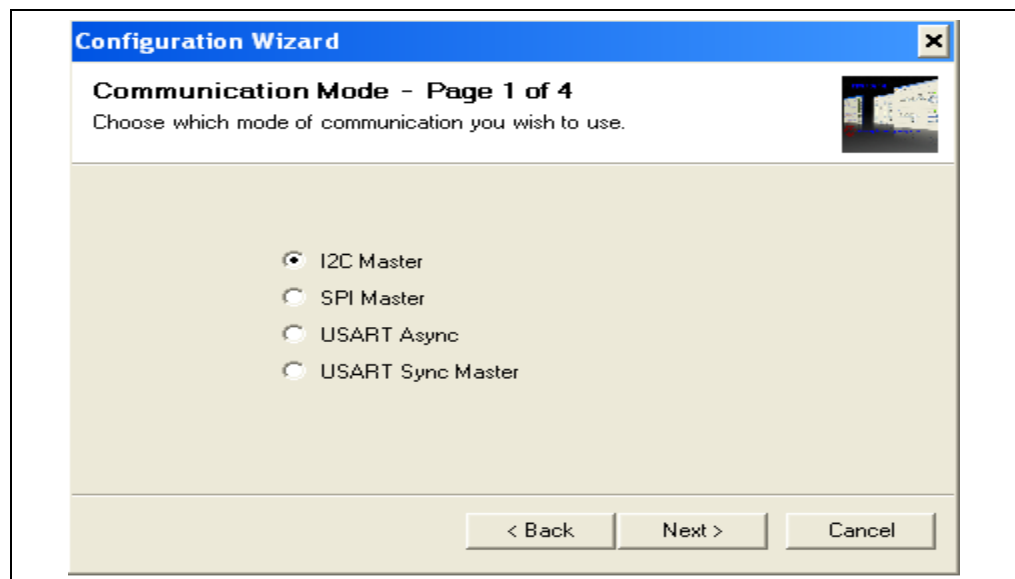 Configuration Wizard
Communication Mode - Page 1 of 4
Choose which mode of communication you wish to use.
I2C Master
SPI Master
USART Async
USART Sync Master
< Back
Next >
Cancel